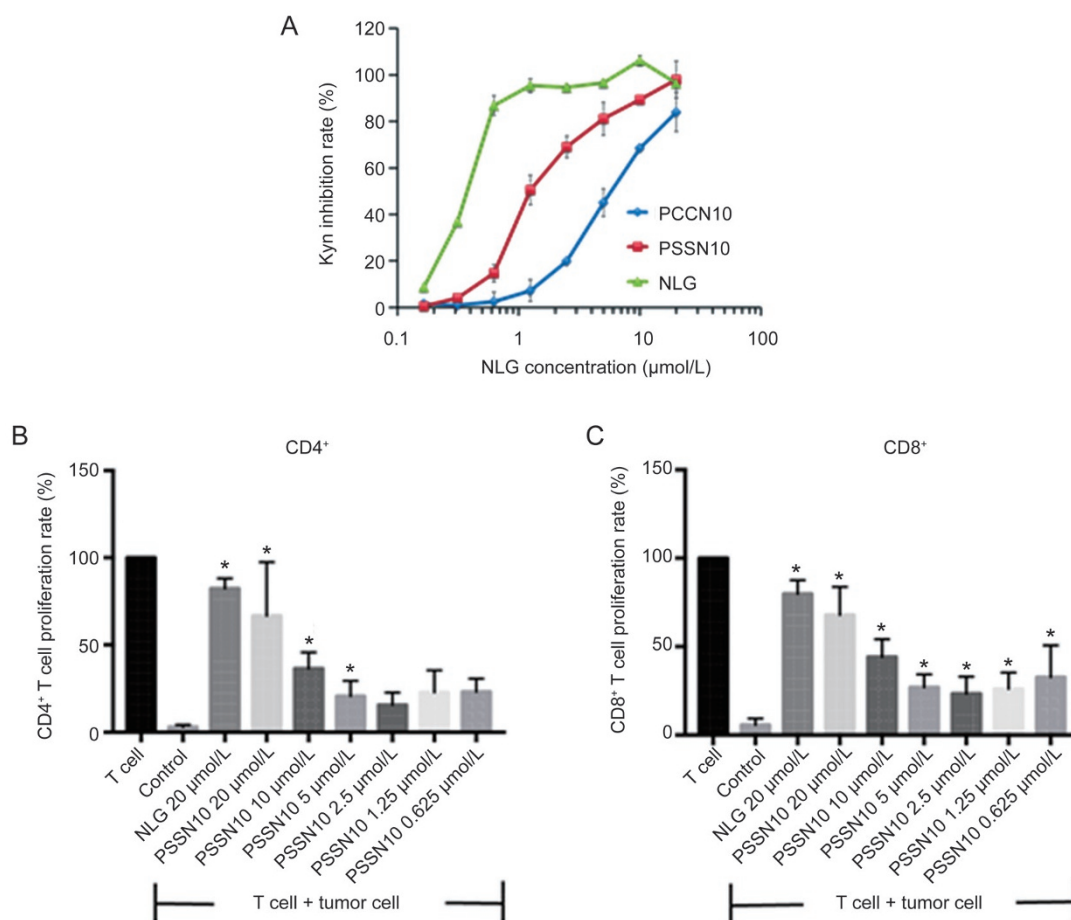 A
Kyn inhibition rate (%)
120
100
80
60
40
20
0
0.1
1
10
100
NLG concentration (µmol/L)
PCCN10
PSSN10
NLG
B
CD4⁺
CD4⁺ T cell proliferation rate (%)
150
100
50
0
*
*
*
*
T cell
Control
NLG 20 µmol/L
PSSN10 20 µmol/L
PSSN10 10 µmol/L
PSSN10 5 µmol/L
PSSN10 2.5 µmol/L
PSSN10 1.25 µmol/L
PSSN10 0.625 µmol/L
T cell + tumor cell
C
CD8⁺
CD8⁺ T cell proliferation rate (%)
150
100
50
0
*
*
*
*
*
*
*
T cell
Control
NLG 20 µmol/L
PSSN10 20 µmol/L
PSSN10 10 µmol/L
PSSN10 5 µmol/L
PSSN10 2.5 µmol/L
PSSN10 1.25 µmol/L
PSSN10 0.625 µmol/L
T cell + tumor cell